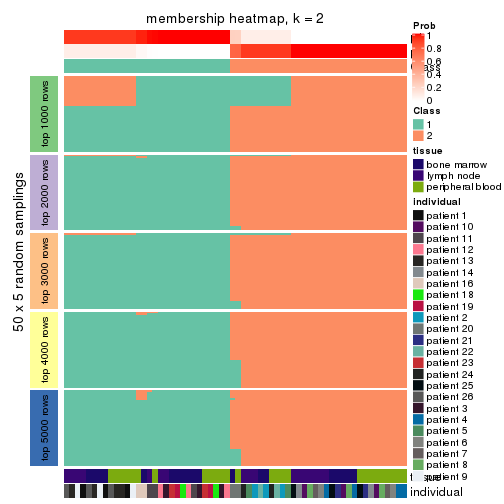 membership heatmap, k = 2
50 x 5 random samplings
top 1000 rows
top 2000 rows
top 3000 rows
top 4000 rows
top 5000 rows
Prob
1
0.8
0.6
0.4
0.2
0
Class
1
2
tissue
bone marrow
lymph node
peripheral blood
individual
patient 1
patient 10
patient 11
patient 12
patient 13
patient 14
patient 16
patient 18
patient 19
patient 2
patient 20
patient 21
patient 22
patient 23
patient 24
patient 25
patient 26
patient 3
patient 4
patient 5
patient 6
patient 7
patient 8
patient 9
individual